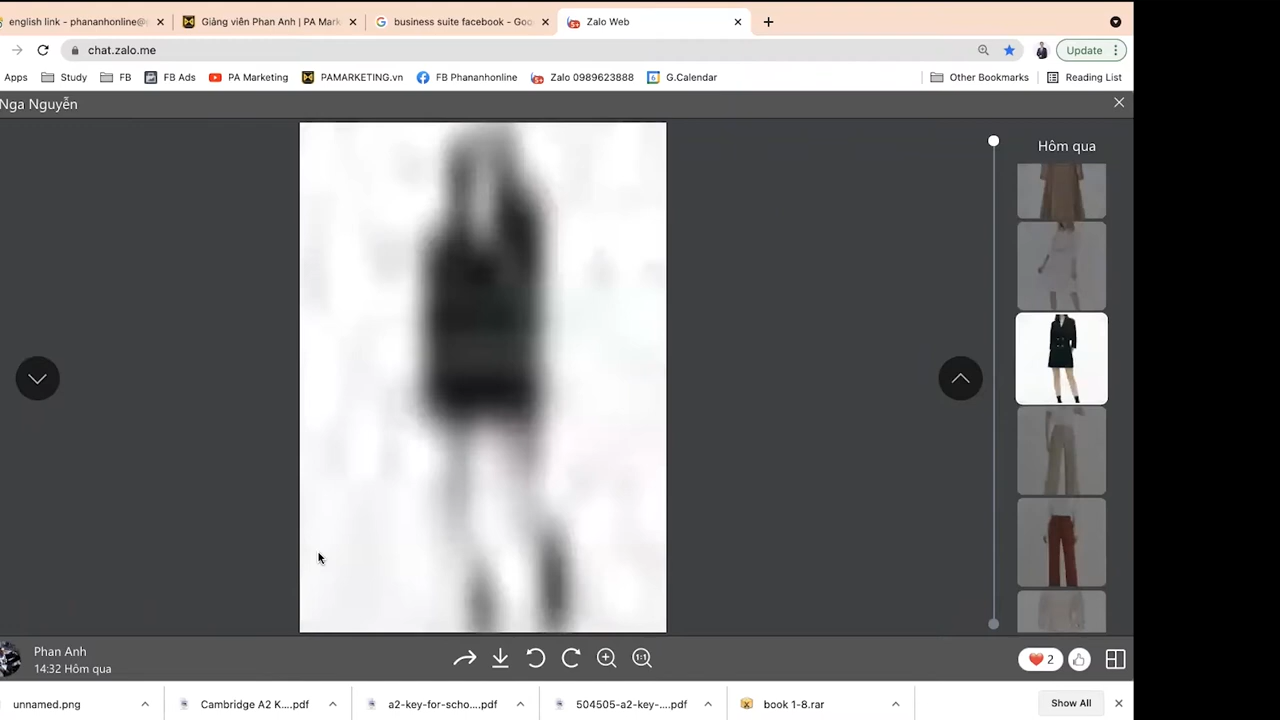 english link - phananhonline@
Giảng viên Phan Anh | PA Mark
business suite facebook - Goo
Zalo Web
chat.zalo.me
Update
Apps
Study
FB
FB Ads
PA Marketing
PAMARKETING.vn
FB Phananhonline
Zalo 0989623888
G.Calendar
Other Bookmarks
Reading List
Nga Nguyễn
Hôm qua
Phan Anh
14:32 Hôm qua
1:1
2
unnamed.png
Cambridge A2 K....pdf
a2-key-for-scho....pdf
504505-a2-key-....pdf
book 1-8.rar
Show All